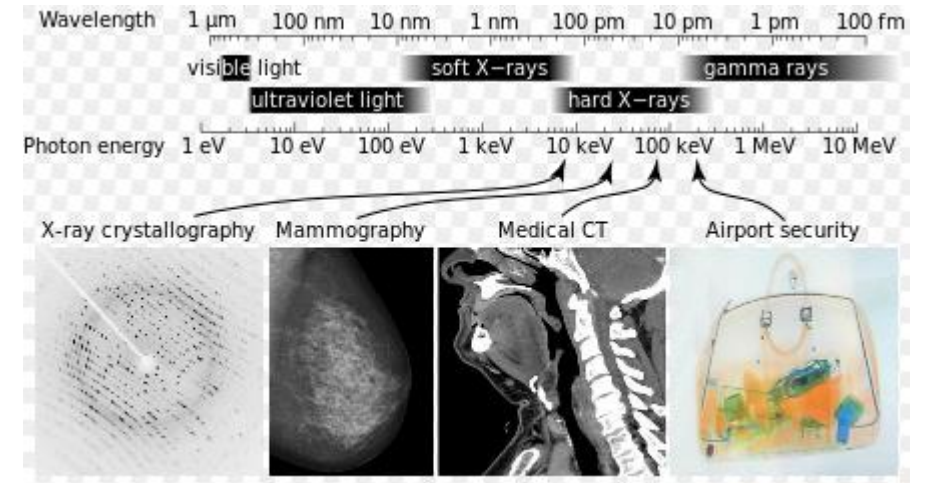 Wavelength 1 μm 100 nm 10 nm 1 nm 100 pm 10 pm 1 pm 100 fm
visible light soft X−rays gamma rays
ultraviolet light hard X−rays
Photon energy 1 eV 10 eV 100 eV 1 keV 10 keV 100 keV 1 MeV 10 MeV
X-ray crystallography Mammography Medical CT Airport security